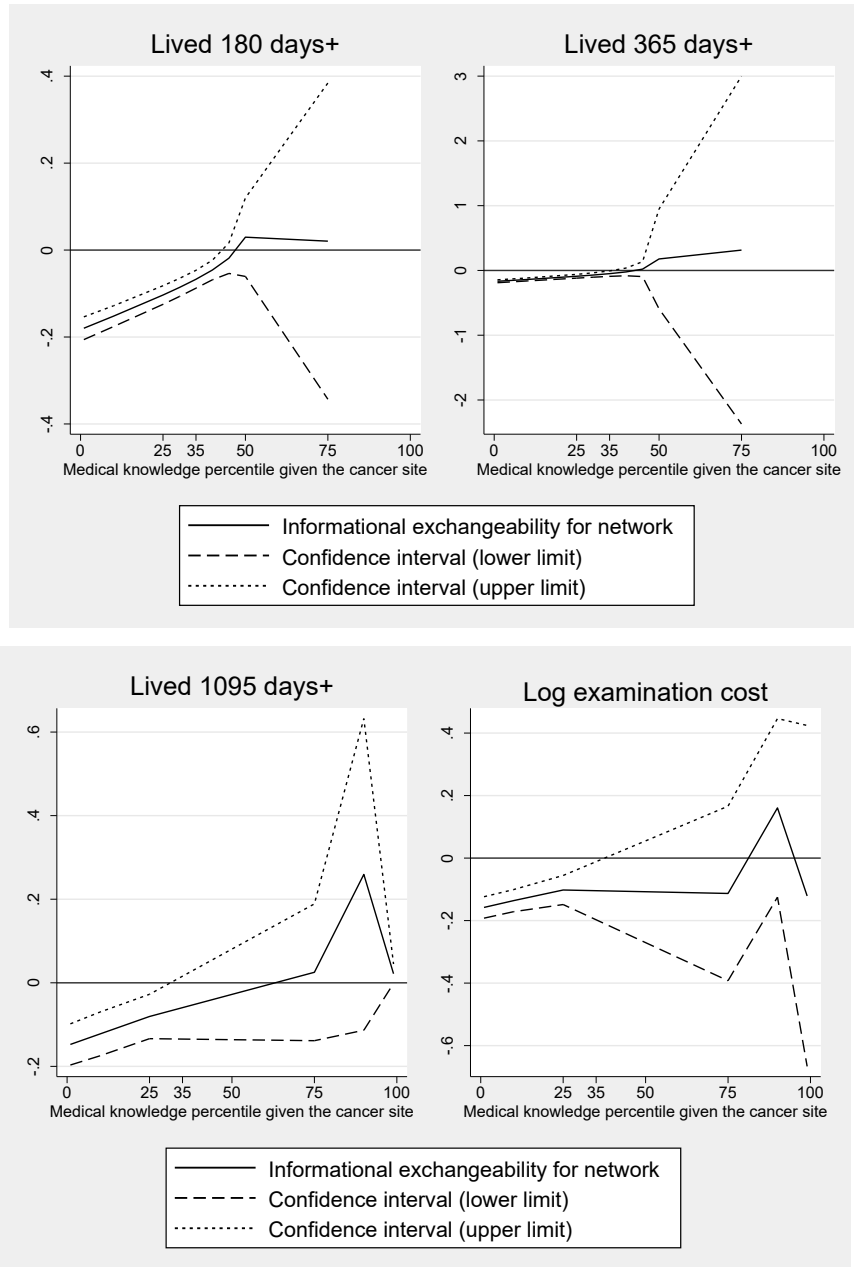 Lived 180 days+
.4
.2
0
-.2
-.4
0 25 35 50 75 100
Medical knowledge percentile given the cancer site
Lived 365 days+
3
2
1
0
-1
-2
0 25 35 50 75 100
Medical knowledge percentile given the cancer site
Informational exchangeability for network
Confidence interval (lower limit)
Confidence interval (upper limit)
Lived 1095 days+
.6
.4
.2
0
-.2
0 25 35 50 75 100
Medical knowledge percentile given the cancer site
Log examination cost
.4
.2
0
-.2
-.4
-.6
0 25 35 50 75 100
Medical knowledge percentile given the cancer site
Informational exchangeability for network
Confidence interval (lower limit)
Confidence interval (upper limit)